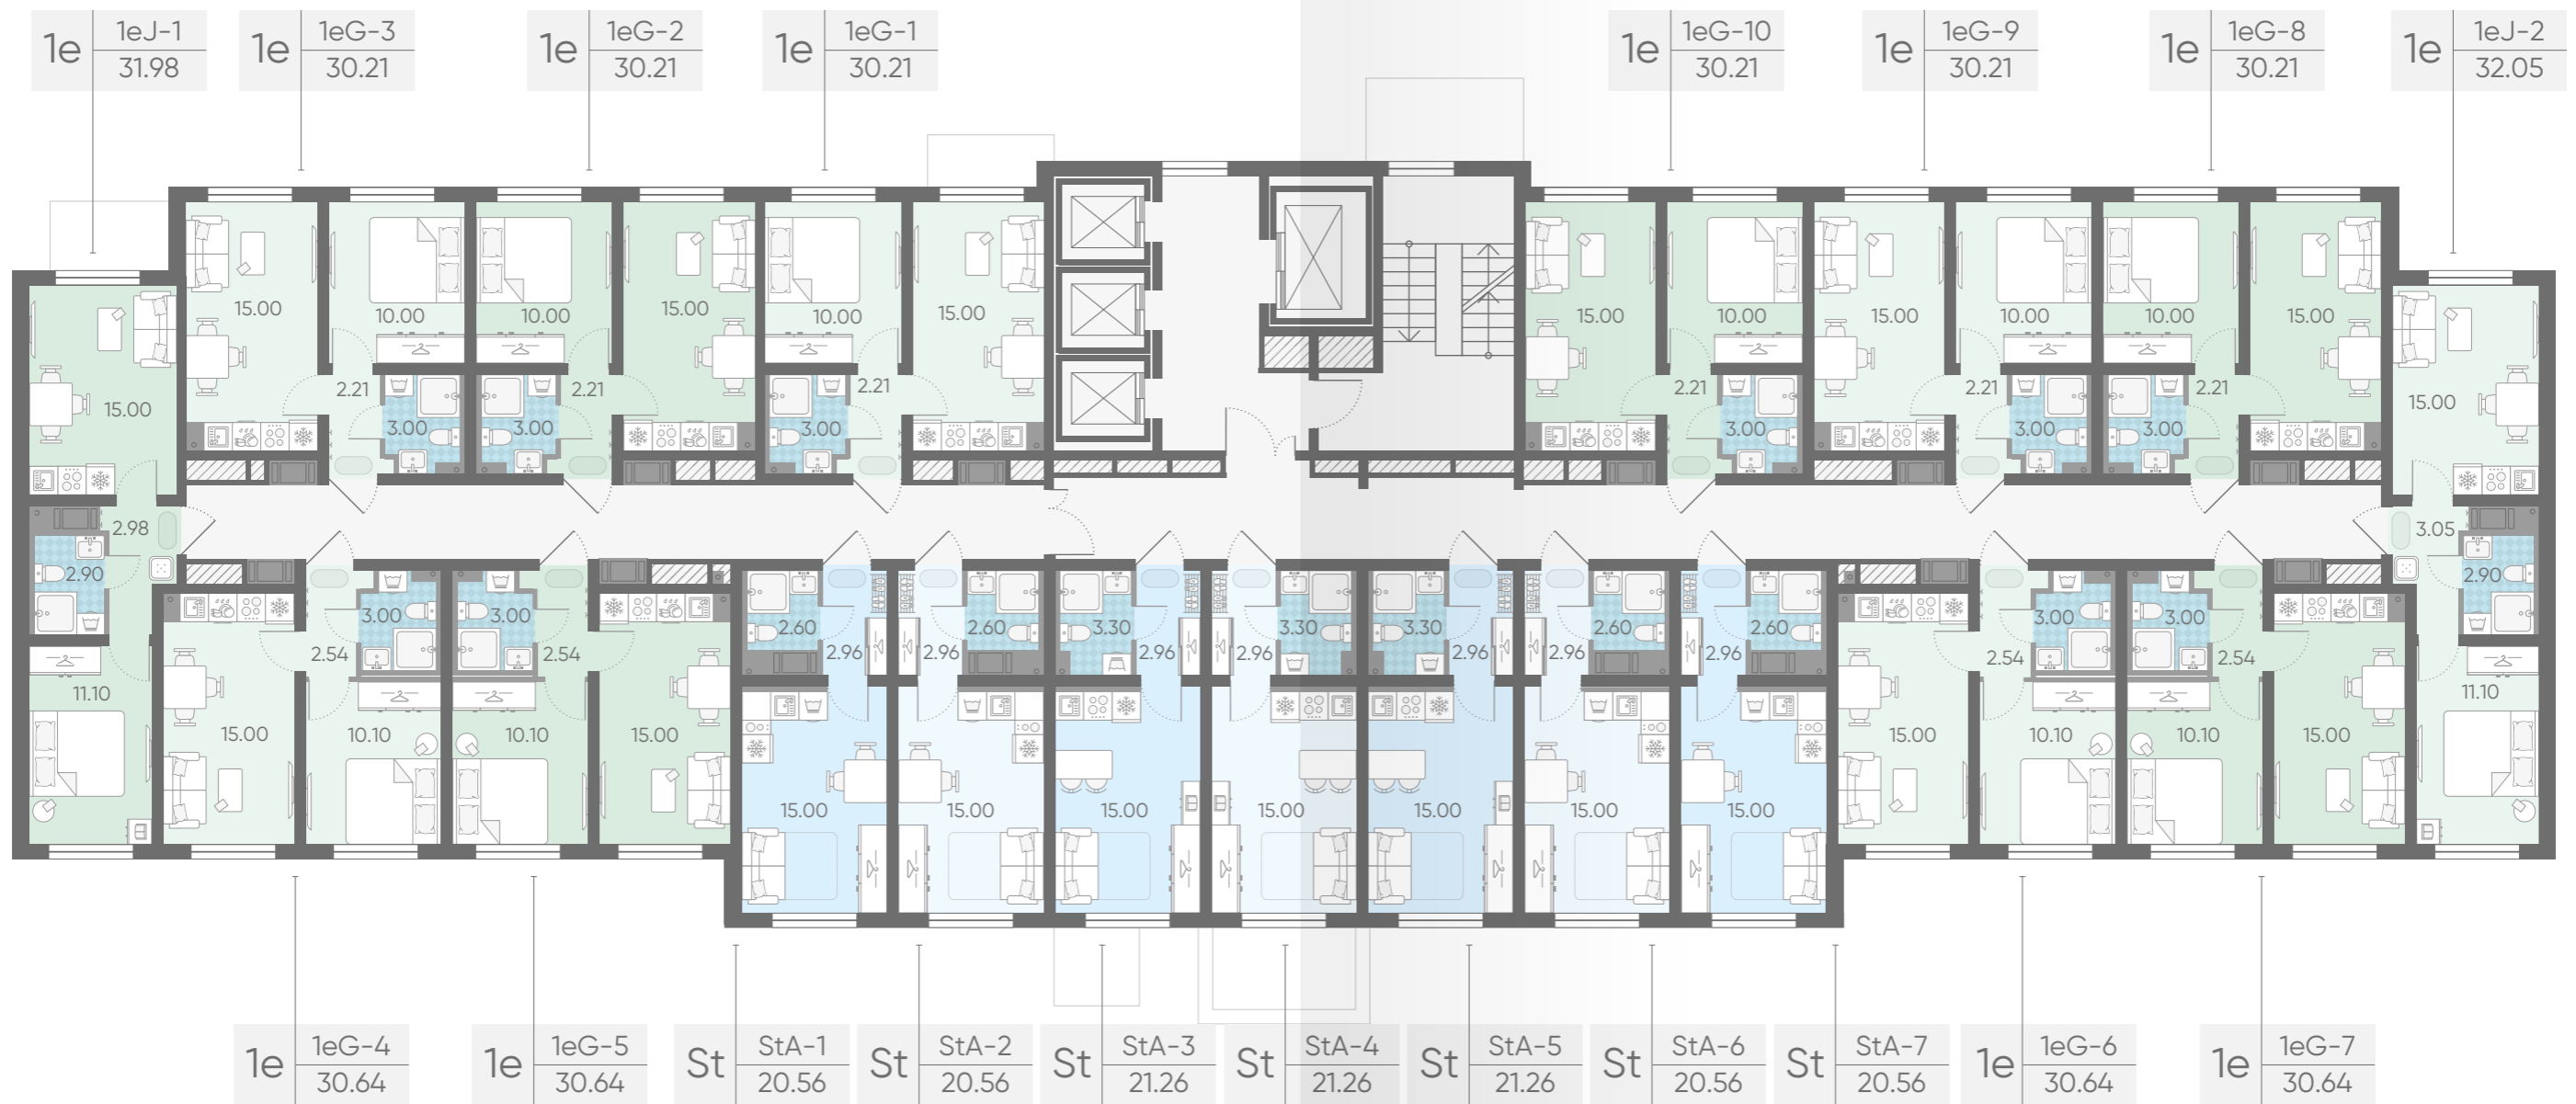 1e 1eJ-1 31.98
1e 1eG-3 30.21
1e 1eG-2 30.21
1e 1eG-1 30.21
1e 1eG-10 30.21
1e 1eG-9 30.21
1e 1eG-8 30.21
1e 1eJ-2 32.05
15.00 10.00 10.00 15.00 10.00 15.00 15.00 10.00 15.00 10.00 10.00 15.00
2.21 2.21 2.21 2.21 2.21 2.21
15.00 15.00
3.00 3.00 3.00 3.00 3.00 3.00
2.98 3.05
2.90 2.90
3.00 3.00 2.60 2.60 3.30 3.30 3.30 2.60 2.60 3.00 3.00
2.54 2.54 2.96 2.96 2.96 2.96 2.96 2.96 2.96 2.54 2.54
11.10 11.10
15.00 10.10 10.10 15.00 15.00 10.10 10.10 15.00
15.00 15.00 15.00 15.00 15.00 15.00 15.00
1e 1eG-4 30.64
1e 1eG-5 30.64
St StA-1 20.56
St StA-2 20.56
St StA-3 21.26
St StA-4 21.26
St StA-5 21.26
St StA-6 20.56
St StA-7 20.56
1e 1eG-6 30.64
1e 1eG-7 30.64